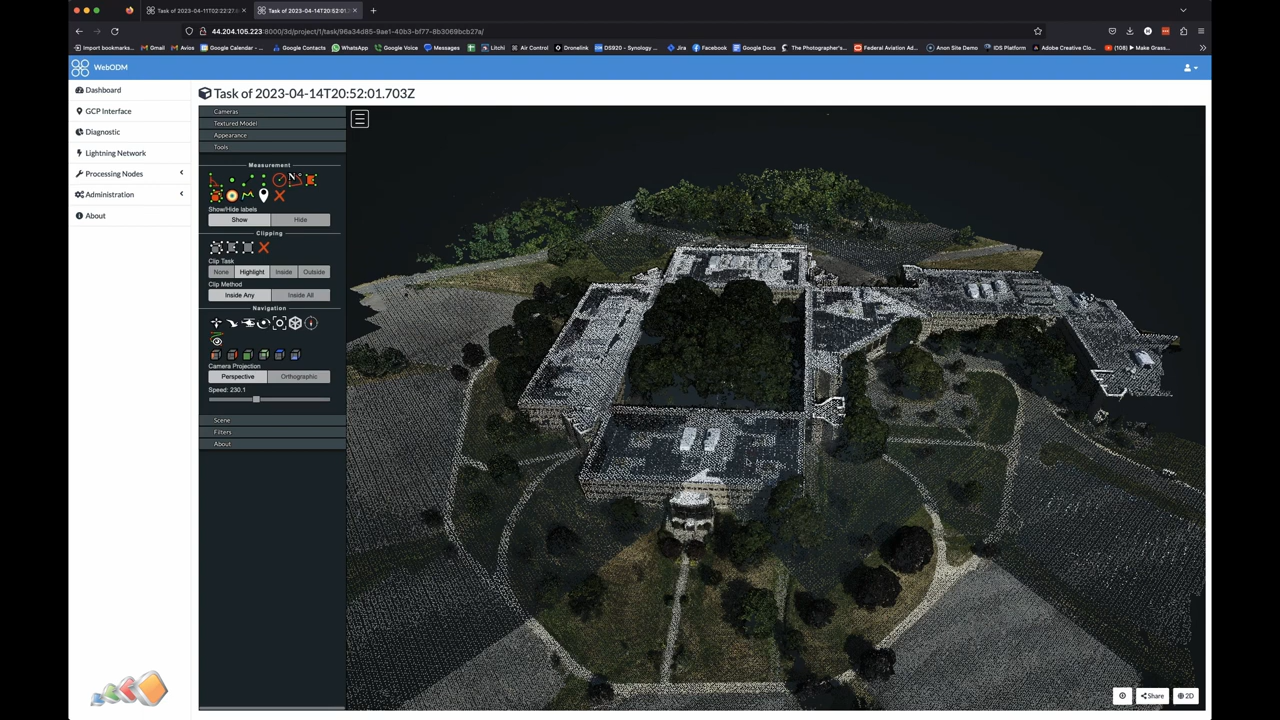 Task of 2023-04-11T02:22:27.0
Task of 2023-04-14T20:52:01.
44.204.105.223:8000/3d/project/1/task/96a34d85-9ae1-40b3-bf77-8b3069bcb27a/
Import bookmarks... Gmail Avios Google Calendar - ... Google Contacts WhatsApp Google Voice Messages Litchi Air Control Dronelink DS920 - Synology ... Jira Facebook Google Docs The Photographer's... Federal Aviation Ad... Anon Site Demo IDS Platform Adobe Creative Clo... (108) ▶ Make Grass...
WebODM
Dashboard
GCP Interface
Diagnostic
Lightning Network
Processing Nodes
Administration
About
Task of 2023-04-14T20:52:01.703Z
Cameras
Textured Model
Appearance
Tools
Measurement
Show/Hide labels
Show Hide
Clipping
Clip Task
None Highlight Inside Outside
Clip Method
Inside Any Inside All
Navigation
Camera Projection
Perspective Orthographic
Speed: 230.1
Scene
Filters
About
Share 2D